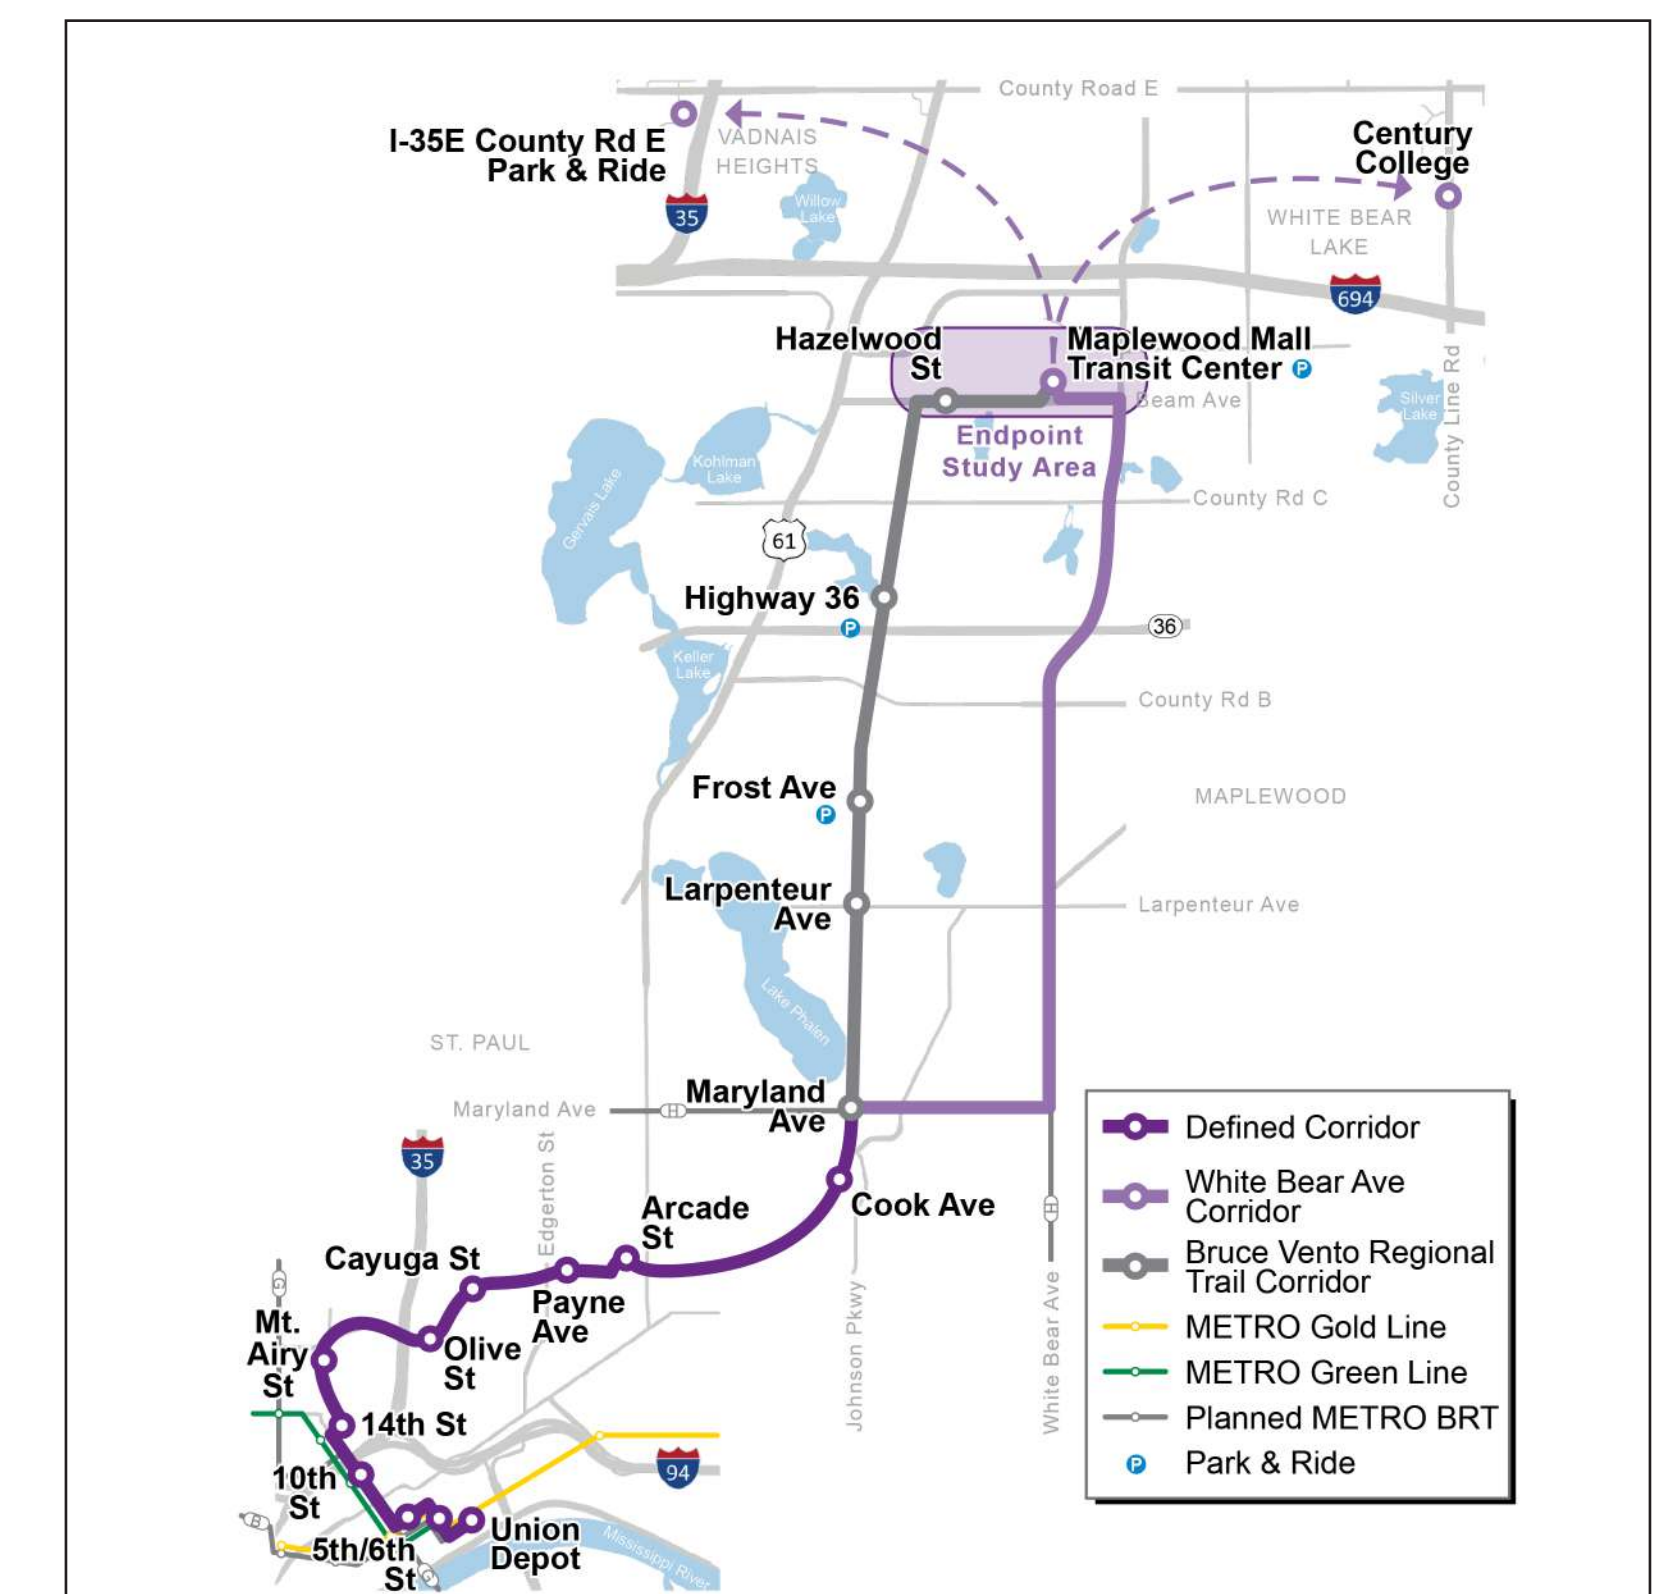 County Road E
I-35E County Rd E
Park & Ride
VADNAIS
HEIGHTS
Century
College
35
Willow
Lake
WHITE BEAR
LAKE
694
Hazelwood
St
Maplewood Mall
Transit Center P
Beam Ave
Silver
Lake
County Line Rd
Endpoint
Study Area
Kohlman
Lake
Gervais Lake
County Rd C
61
Highway 36
P
36
Keller
Lake
County Rd B
Frost Ave
P
MAPLEWOOD
Larpenteur
Ave
Larpenteur Ave
Lake Phalen
ST. PAUL
Maryland Ave
H
Maryland
Ave
35
Edgerton St
Arcade
St
Cook Ave
H
Cayuga St
G
Payne
Ave
Mt.
Airy
St
Olive
St
Johnson Pkwy
White Bear Ave
14th St
10th
St
94
B
5th/6th
St
G
Union
Depot
Mississippi River
Defined Corridor
White Bear Ave
Corridor
Bruce Vento Regional
Trail Corridor
METRO Gold Line
METRO Green Line
Planned METRO BRT
P Park & Ride